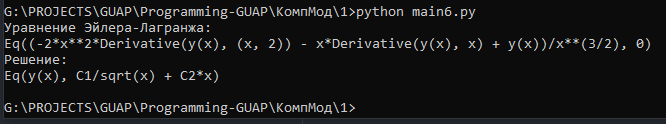 G:\PROJECTS\GUAP\Programming-GUAP\КомпМод\1>python main6.py
Уравнение Эйлера-Лагранжа:
Eq((-2*x**2*Derivative(y(x), (x, 2)) - x*Derivative(y(x), x) + y(x))/x**(3/2), 0)
Решение:
Eq(y(x), C1/sqrt(x) + C2*x)
G:\PROJECTS\GUAP\Programming-GUAP\КомпМод\1>